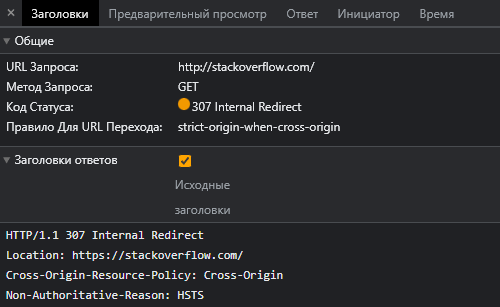 Заголовки Предварительный просмотр Ответ Инициатор Время
Общие
URL Запроса: http://stackoverflow.com/
Метод Запроса: GET
Код Статуса: 307 Internal Redirect
Правило Для URL Перехода: strict-origin-when-cross-origin
Заголовки ответов
Исходные
заголовки
HTTP/1.1 307 Internal Redirect
Location: https://stackoverflow.com/
Cross-Origin-Resource-Policy: Cross-Origin
Non-Authoritative-Reason: HSTS